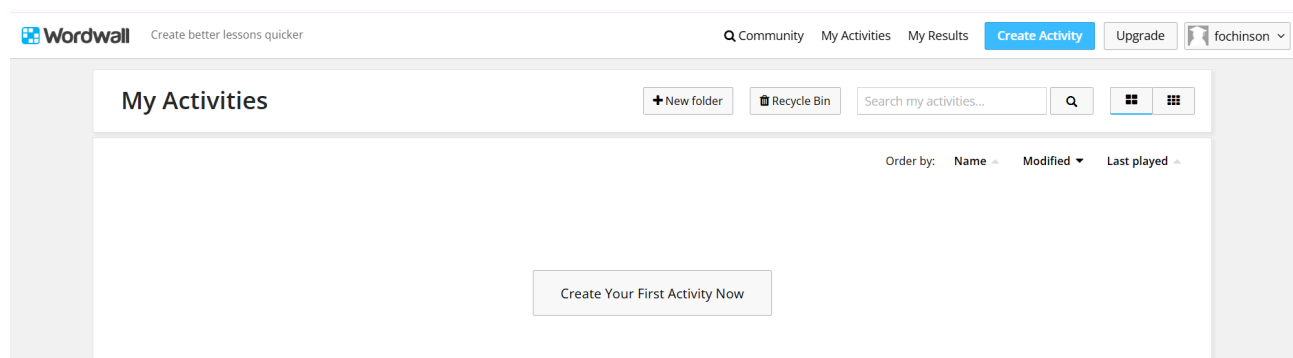 Wordwall Create better lessons quicker Community My Activities My Results Create Activity Upgrade fochinson
My Activities New folder Recycle Bin Search my activities...
Order by: Name Modified Last played
Create Your First Activity Now